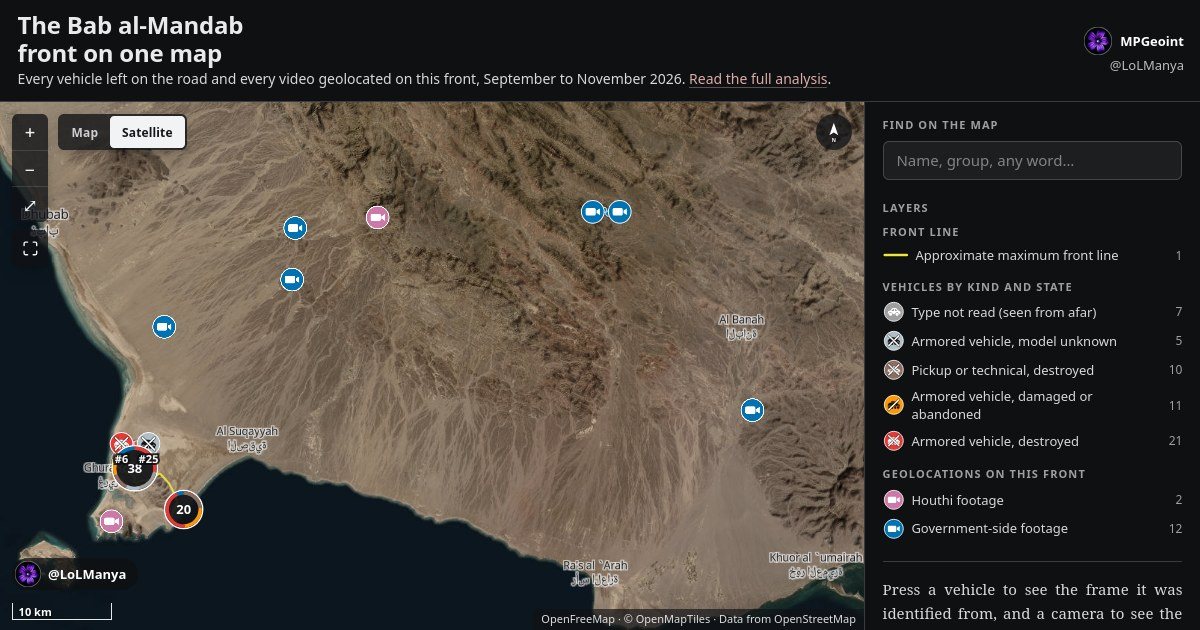 The Bab al-Mandab
front on one map
Every vehicle left on the road and every video geolocated on this front, September to November 2026. Read the full analysis.
MPGeoint
@LoLManya
+
Map Satellite
−
N
Al Banah
Al Suqayyah
#6 #25
38
20
@LoLManya
10 km
Ra's al `Arah
رأس العارة
Khuor al `umairah
OpenFreeMap · © OpenMapTiles · Data from OpenStreetMap
FIND ON THE MAP
Name, group, any word...
LAYERS
FRONT LINE
Approximate maximum front line 1
VEHICLES BY KIND AND STATE
Type not read (seen from afar) 7
Armored vehicle, model unknown 5
Pickup or technical, destroyed 10
Armored vehicle, damaged or
abandoned 11
Armored vehicle, destroyed 21
GEOLOCATIONS ON THIS FRONT
Houthi footage 2
Government-side footage 12
Press a vehicle to see the frame it was
identified from, and a camera to see the